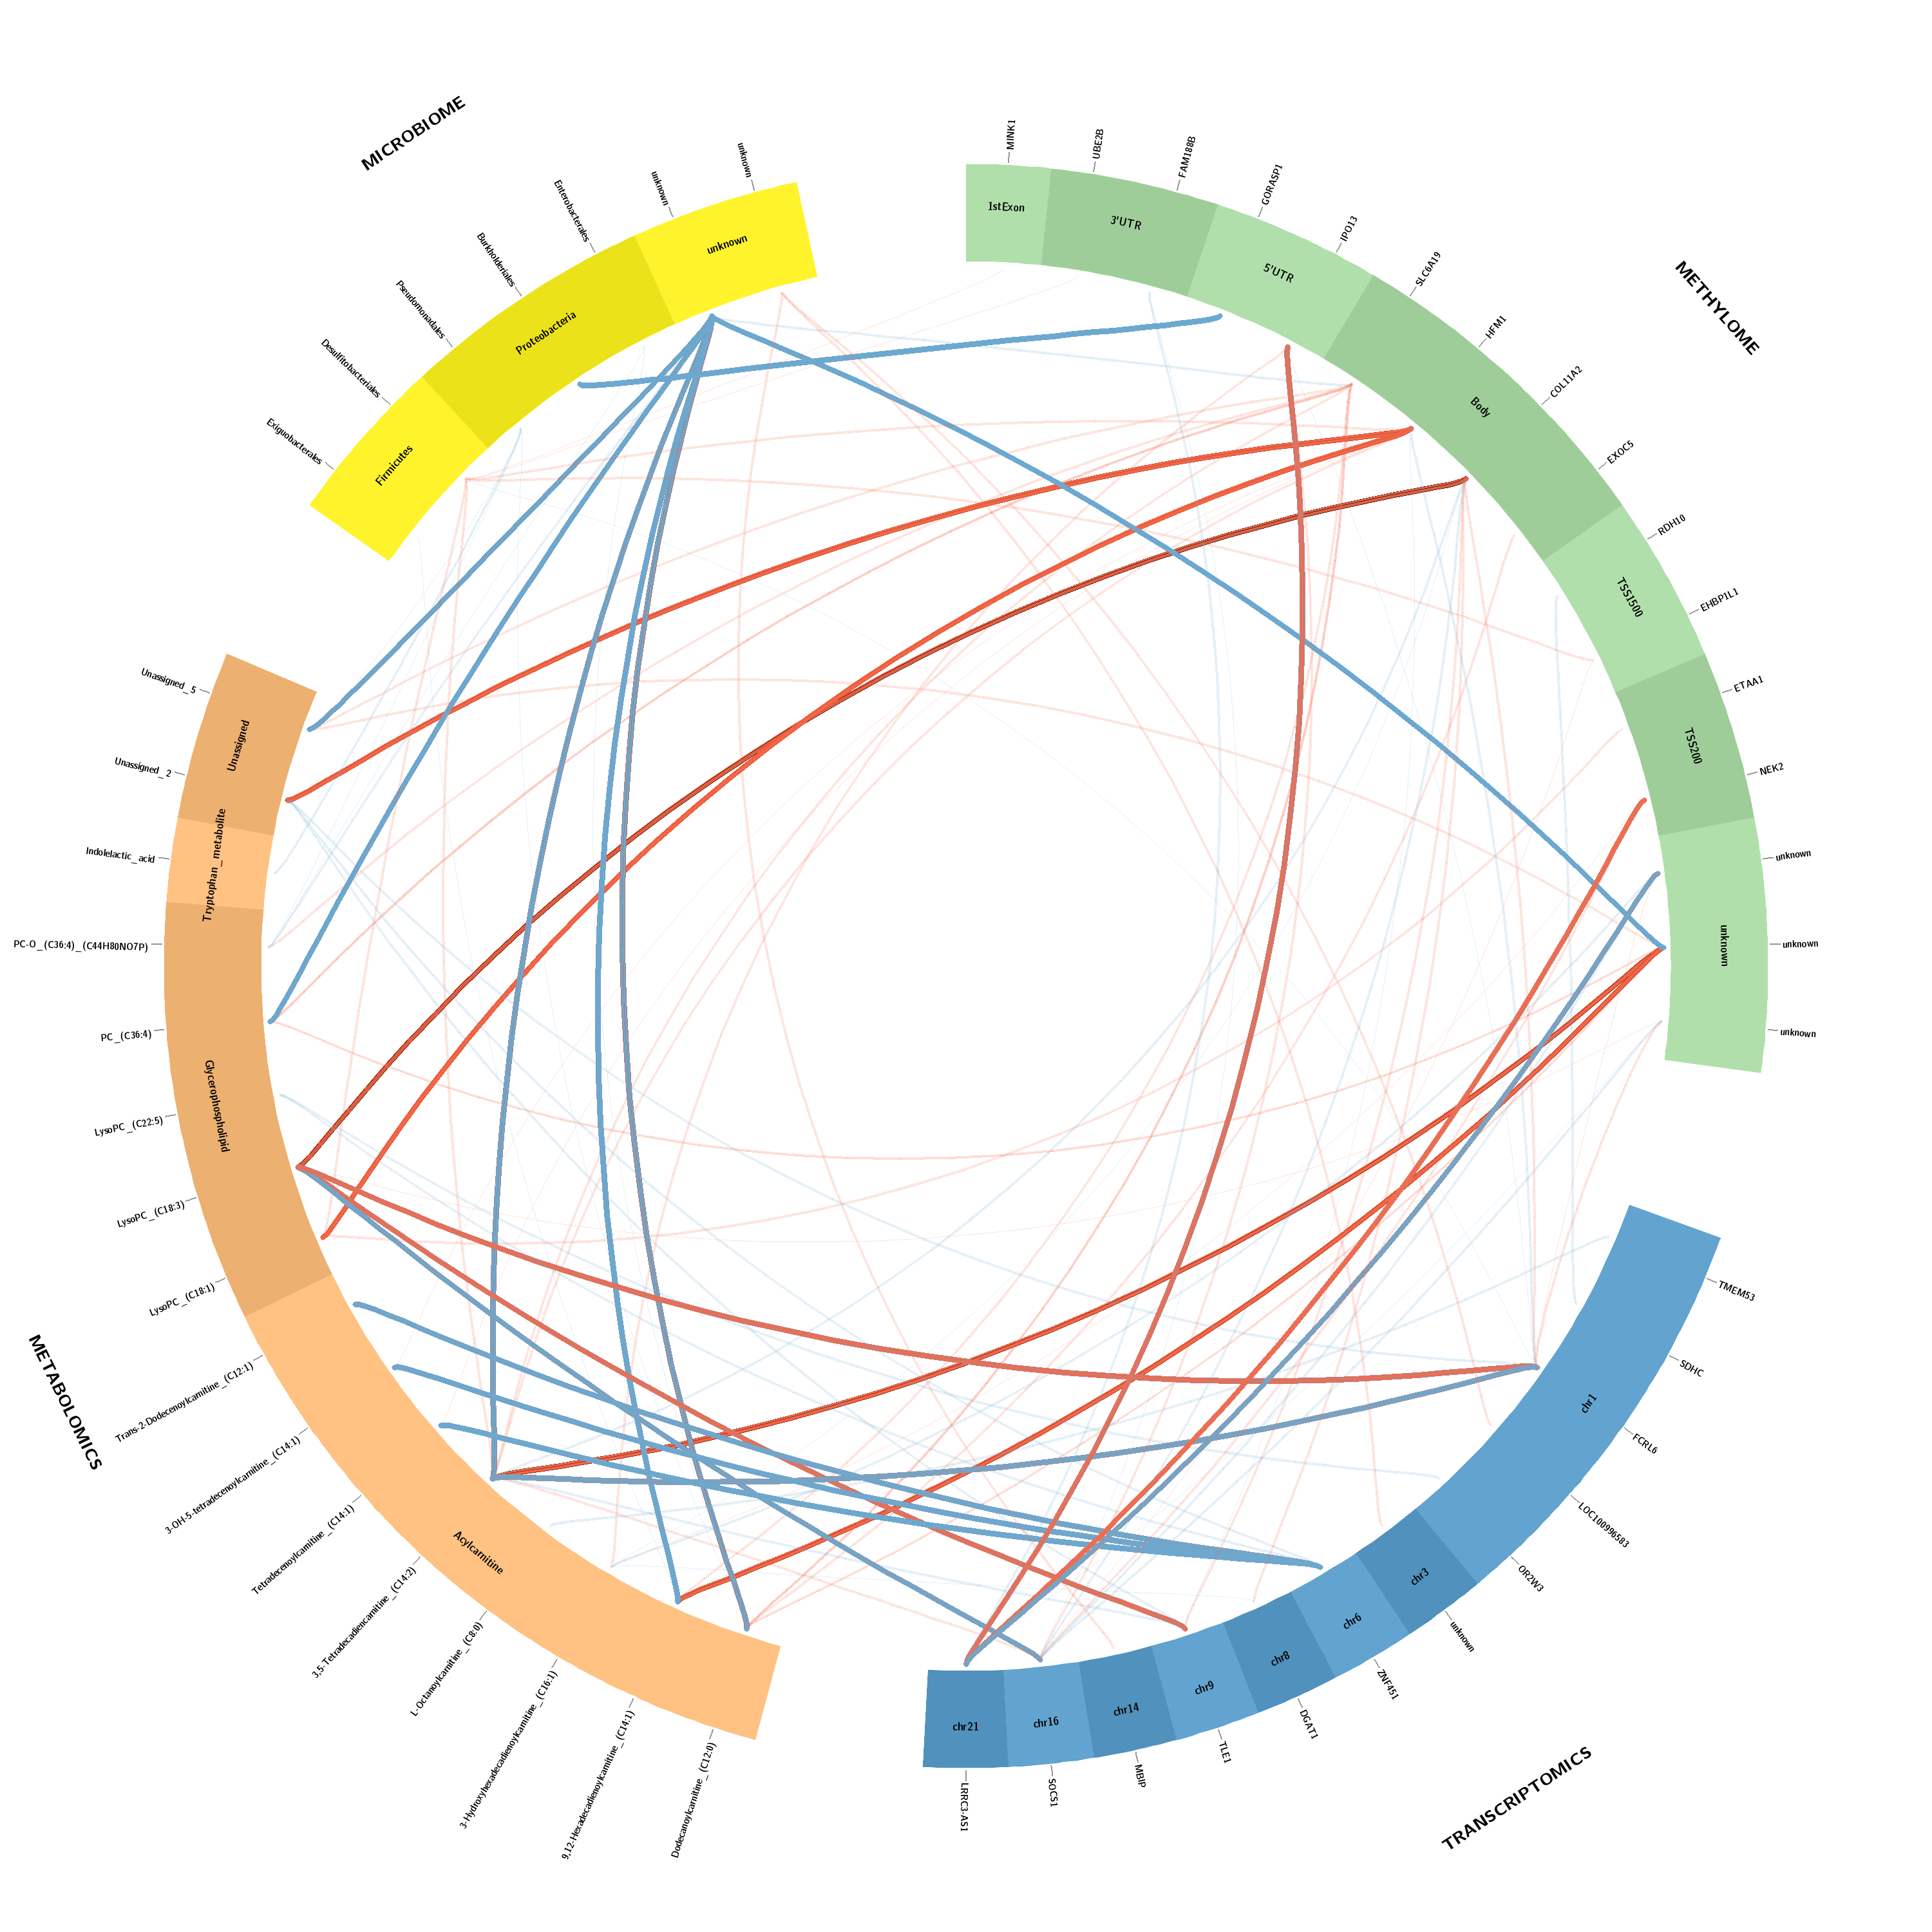 MICROBIOME
unknown
unknown
Enterobacterales
Burkholderiales
Pseudomonadales
Desulfitobacteriales
Exiguobacterales
unknown
Proteobacteria
Firmicutes
METHYLOME
MINK1
UBE2B
FAM188B
GORASP1
IPO13
SLC6A19
HFM1
COL11A2
EXOC5
RDH10
EHBP1L1
ETAA1
NEK2
unknown
unknown
unknown
1stExon
3'UTR
5'UTR
Body
TSS1500
TSS200
unknown
TRANSCRIPTOMICS
TMEM53
SDHC
FCRL6
LOC100996583
OR2W3
unknown
ZNF451
DGAT1
TLE1
MBIP
SOCS1
LRRC3-AS1
chr1
chr3
chr6
chr8
chr9
chr14
chr16
chr21
METABOLOMICS
Unassigned_5
Unassigned_2
Indolelactic_acid
PC-O_(C36:4)_(C44H80NO7P)
PC_(C36:4)
LysoPC_(C22:5)
LysoPC_(C18:3)
LysoPC_(C18:1)
Trans-2-Dodecenoylcarnitine_(C12:1)
3-OH-5-tetradecenoylcarnitine_(C14:1)
Tetradecenoylcarnitine_(C14:1)
3,5-Tetradecadiencarnitine_(C14:2)
L-Octanoylcarnitine_(C8:0)
3-Hydroxyhexadecadienoylcarnitine_(C16:1)
9,12-Hexadecadienoylcarnitine_(C14:1)
Dodecanoylcarnitine_(C12:0)
Unassigned
Tryptophan_metabolite
Glycerophospholipid
Acylcarnitine